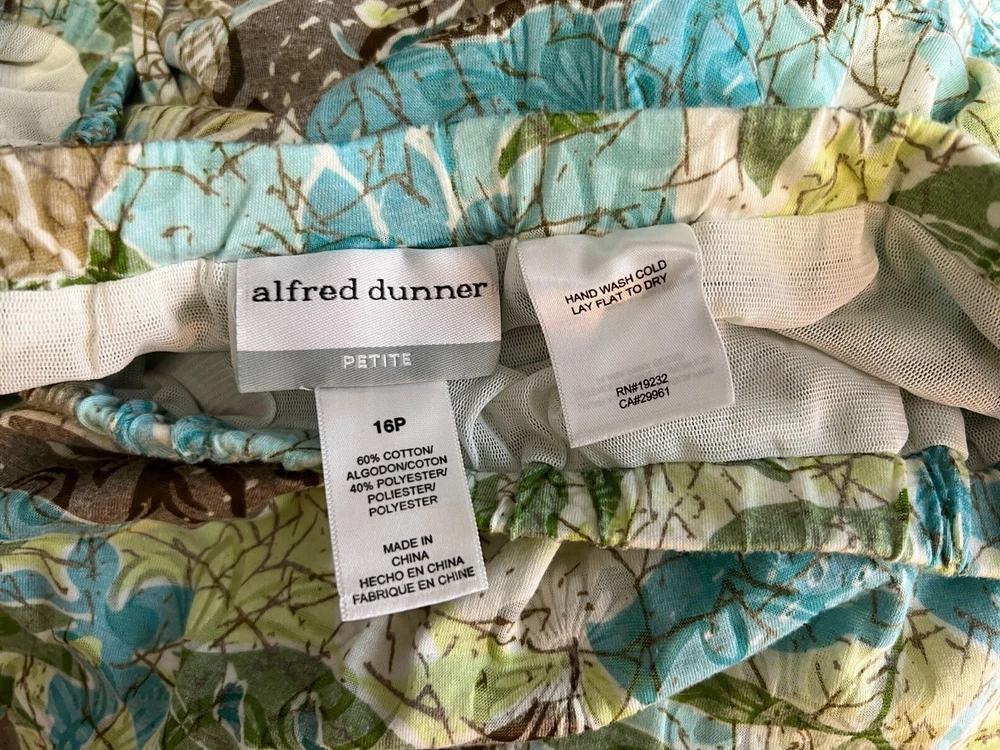 alfred dunner
PETITE
16P
60% COTTON/
ALGODON/COTON
40% POLYESTER/
POLIESTER/
POLYESTER
MADE IN
CHINA
HECHO EN CHINA
FABRIQUE EN CHINE
HAND WASH COLD
LAY FLAT TO DRY
RN#19232
CA#29961